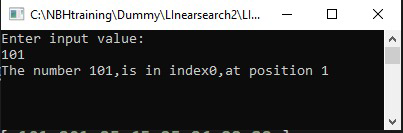 C:\NBHtraining\Dummy\LInearsearch2\LI...
Enter input value:
101
The number 101,is in index0,at position 1